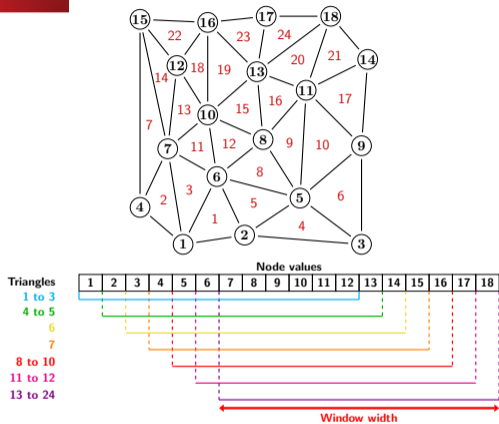 15 16 17 18
22 23 24
12 18 19 13 20 21 14
14
11
13 10 15 16 17
7
7 11 12 8 9 10 9
6 8
3
4 2 5 5 6
1 4
1 2 3
Node values
Triangles 1 2 3 4 5 6 7 8 9 10 11 12 13 14 15 16 17 18
1 to 3
4 to 5
6
7
8 to 10
11 to 12
13 to 24
Window width